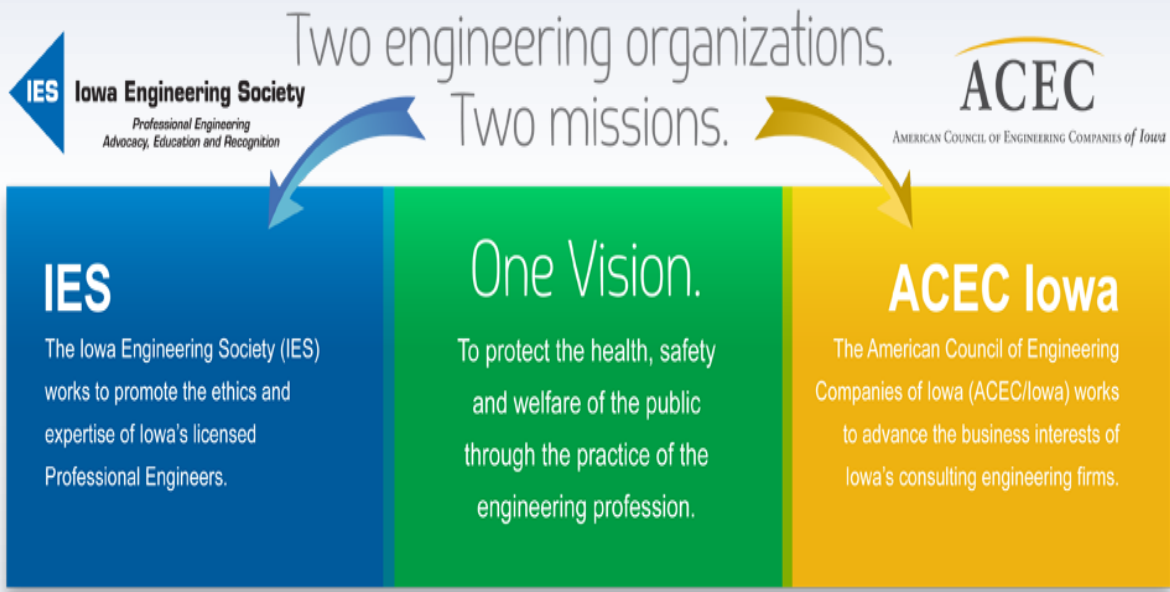 Two engineering organizations.
Two missions.
IES
Iowa Engineering Society
Professional Engineering
Advocacy, Education and Recognition
ACEC
American Council of Engineering Companies of Iowa
IES
The Iowa Engineering Society (IES)
works to promote the ethics and
expertise of Iowa's licensed
Professional Engineers.
One Vision.
To protect the health, safety
and welfare of the public
through the practice of the
engineering profession.
ACEC Iowa
The American Council of Engineering
Companies of Iowa (ACEC/Iowa) works
to advance the business interests of
Iowa's consulting engineering firms.